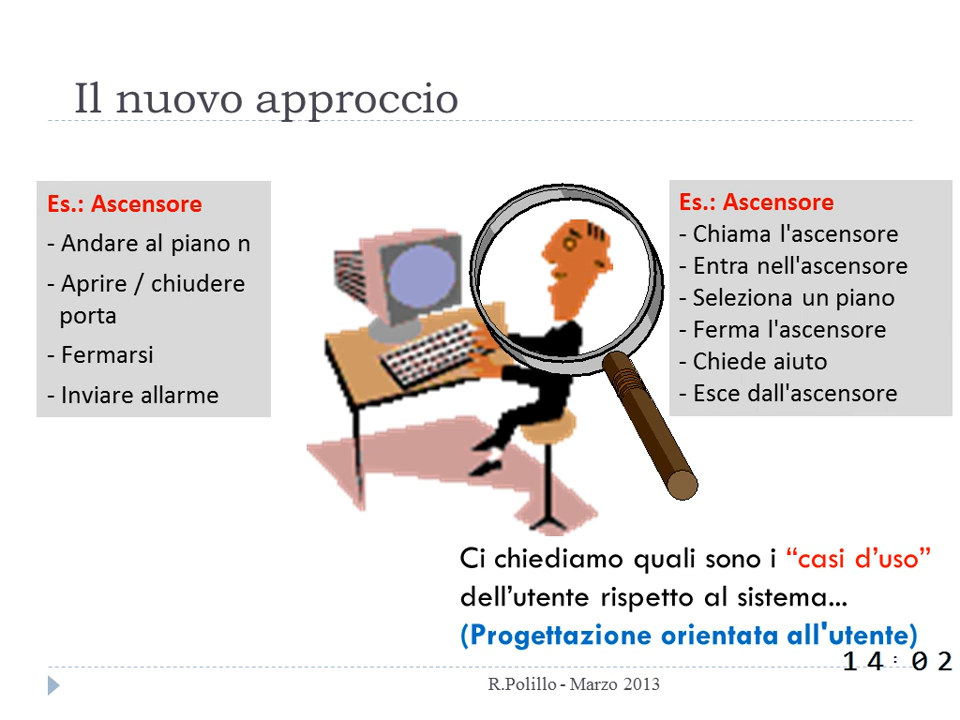 Il nuovo approccio
Es.: Ascensore
- Andare al piano n
- Aprire / chiudere
porta
- Fermarsi
- Inviare allarme
Es.: Ascensore
- Chiama l'ascensore
- Entra nell'ascensore
- Seleziona un piano
- Ferma l'ascensore
- Chiede aiuto
- Esce dall'ascensore
Ci chiediamo quali sono i “casi d’uso”
dell’utente rispetto al sistema...
(Progettazione orientata all'utente)
14:02
R.Polillo - Marzo 2013